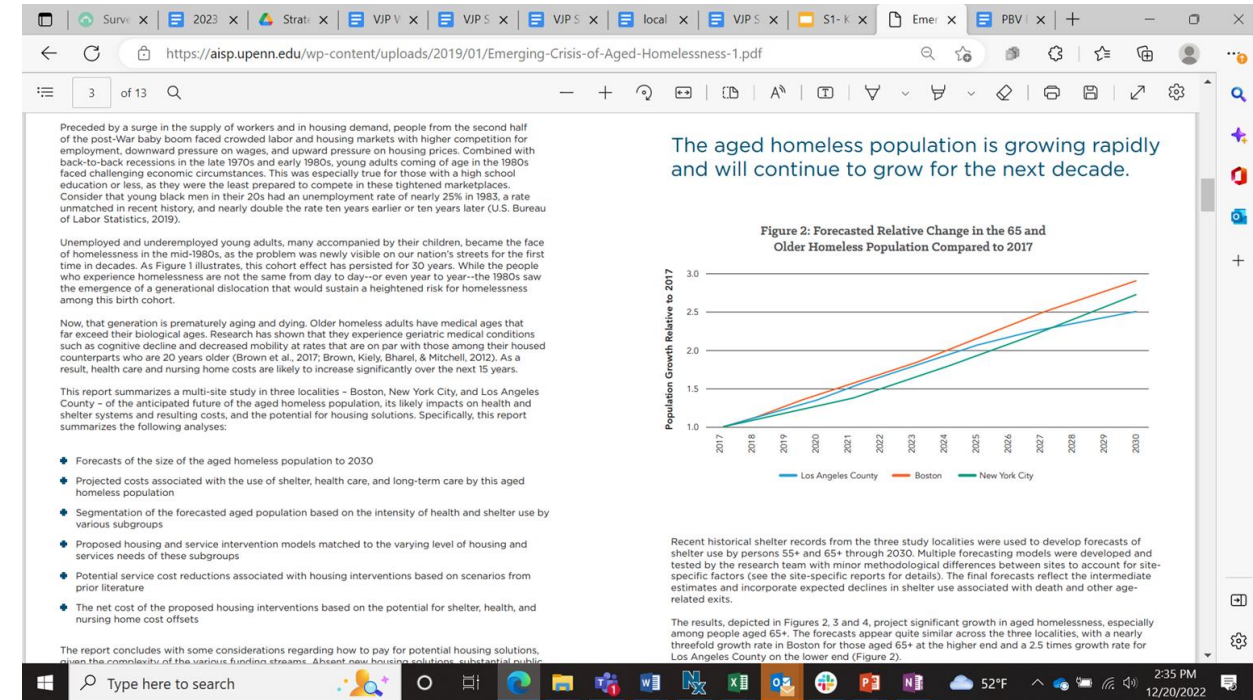 Surve
2023
Strate
VJP V
VJP S
VJP S
local
VJP S
S1- K
Emer
PBV
https://aisp.upenn.edu/wp-content/uploads/2019/01/Emerging-Crisis-of-Aged-Homelessness-1.pdf
3 of 13
Preceded by a surge in the supply of workers and in housing demand, people from the second half
of the post-War baby boom faced crowded labor and housing markets with higher competition for
employment, downward pressure on wages, and upward pressure on housing prices. Combined with
back-to-back recessions in the late 1970s and early 1980s, young adults coming of age in the 1980s
faced challenging economic circumstances. This was especially true for those with a high school
education or less, as they were the least prepared to compete in these tightened marketplaces.
Consider that young black men in their 20s had an unemployment rate of nearly 25% in 1983, a rate
unmatched in recent history, and nearly double the rate ten years earlier or ten years later (U.S. Bureau
of Labor Statistics, 2019).
Unemployed and underemployed young adults, many accompanied by their children, became the face
of homelessness in the mid-1980s, as the problem was newly visible on our nation's streets for the first
time in decades. As Figure 1 illustrates, this cohort effect has persisted for 30 years. While the people
who experience homelessness are not the same from day to day--or even year to year--the 1980s saw
the emergence of a generational dislocation that would sustain a heightened risk for homelessness
among this birth cohort.
Now, that generation is prematurely aging and dying. Older homeless adults have medical ages that
far exceed their biological ages. Research has shown that they experience geriatric medical conditions
such as cognitive decline and decreased mobility at rates that are on par with those among their housed
counterparts who are 20 years older (Brown et al., 2017; Brown, Kiely, Bharel, & Mitchell, 2012). As a
result, health care and nursing home costs are likely to increase significantly over the next 15 years.
This report summarizes a multi-site study in three localities – Boston, New York City, and Los Angeles
County – of the anticipated future of the aged homeless population, its likely impacts on health and
shelter systems and resulting costs, and the potential for housing solutions. Specifically, this report
summarizes the following analyses:
Forecasts of the size of the aged homeless population to 2030
Projected costs associated with the use of shelter, health care, and long-term care by this aged
homeless population
Segmentation of the forecasted aged population based on the intensity of health and shelter use by
various subgroups
Proposed housing and service intervention models matched to the varying level of housing and
services needs of these subgroups
Potential service cost reductions associated with housing interventions based on scenarios from
prior literature
The net cost of the proposed housing interventions based on the potential for shelter, health, and
nursing home cost offsets
The report concludes with some considerations regarding how to pay for potential housing solutions,
given the complexity of the various funding streams. Absent new housing solutions, substantial public
The aged homeless population is growing rapidly
and will continue to grow for the next decade.
Figure 2: Forecasted Relative Change in the 65 and
Older Homeless Population Compared to 2017
Population Growth Relative to 2017
3.0
2.5
2.0
1.5
1.0
2017 2018 2019 2020 2021 2022 2023 2024 2025 2026 2027 2028 2029 2030
Los Angeles County Boston New York City
Recent historical shelter records from the three study localities were used to develop forecasts of
shelter use by persons 55+ and 65+ through 2030. Multiple forecasting models were developed and
tested by the research team with minor methodological differences between sites to account for site-
specific factors (see the site-specific reports for details). The final forecasts reflect the intermediate
estimates and incorporate expected declines in shelter use associated with death and other age-
related exits.
The results, depicted in Figures 2, 3 and 4, project significant growth in aged homelessness, especially
among people aged 65+. The forecasts appear quite similar across the three localities, with a nearly
threefold growth rate in Boston for those aged 65+ at the higher end and a 2.5 times growth rate for
Los Angeles County on the lower end (Figure 2).
Type here to search
52°F
2:35 PM
12/20/2022